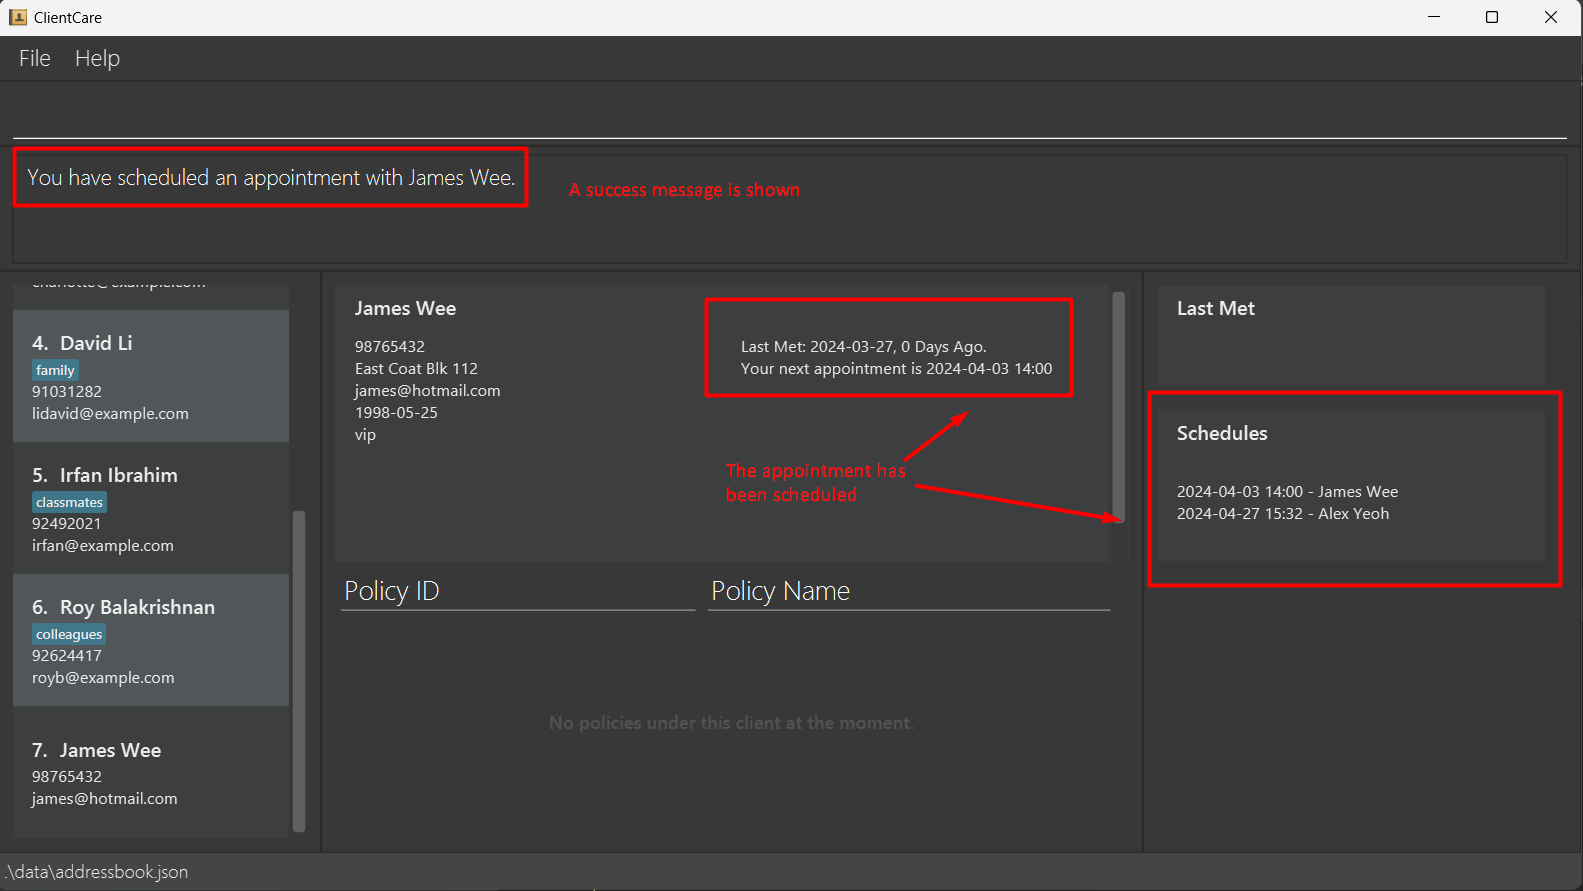 ClientCare
File Help
You have scheduled an appointment with James Wee.
A success message is shown
4. David Li
family
91031282
lidavid@example.com
5. Irfan Ibrahim
classmates
92492021
irfan@example.com
6. Roy Balakrishnan
colleagues
92624417
royb@example.com
7. James Wee
98765432
james@hotmail.com
James Wee
98765432
East Coat Blk 112
james@hotmail.com
1998-05-25
vip
Last Met: 2024-03-27, 0 Days Ago.
Your next appointment is 2024-04-03 14:00
The appointment has
been scheduled
Policy ID Policy Name
No policies under this client at the moment.
Last Met
Schedules
2024-04-03 14:00 - James Wee
2024-04-27 15:32 - Alex Yeoh
.\data\addressbook.json